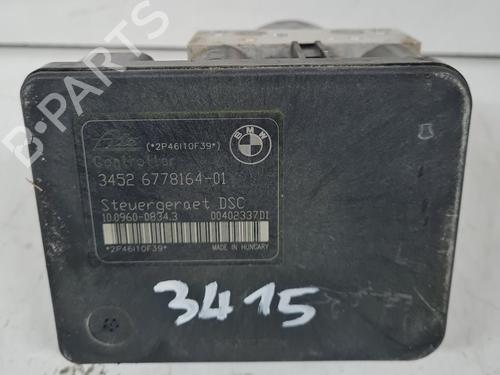 Ate
(*2P46I10F39*)
BMW
Controller
3452 6778164-01
Steuergeraet DSC
10.0960-0834.3 00402337D1
*2P46I10F39* MADE IN HUNGARY
3415
B-PARTS